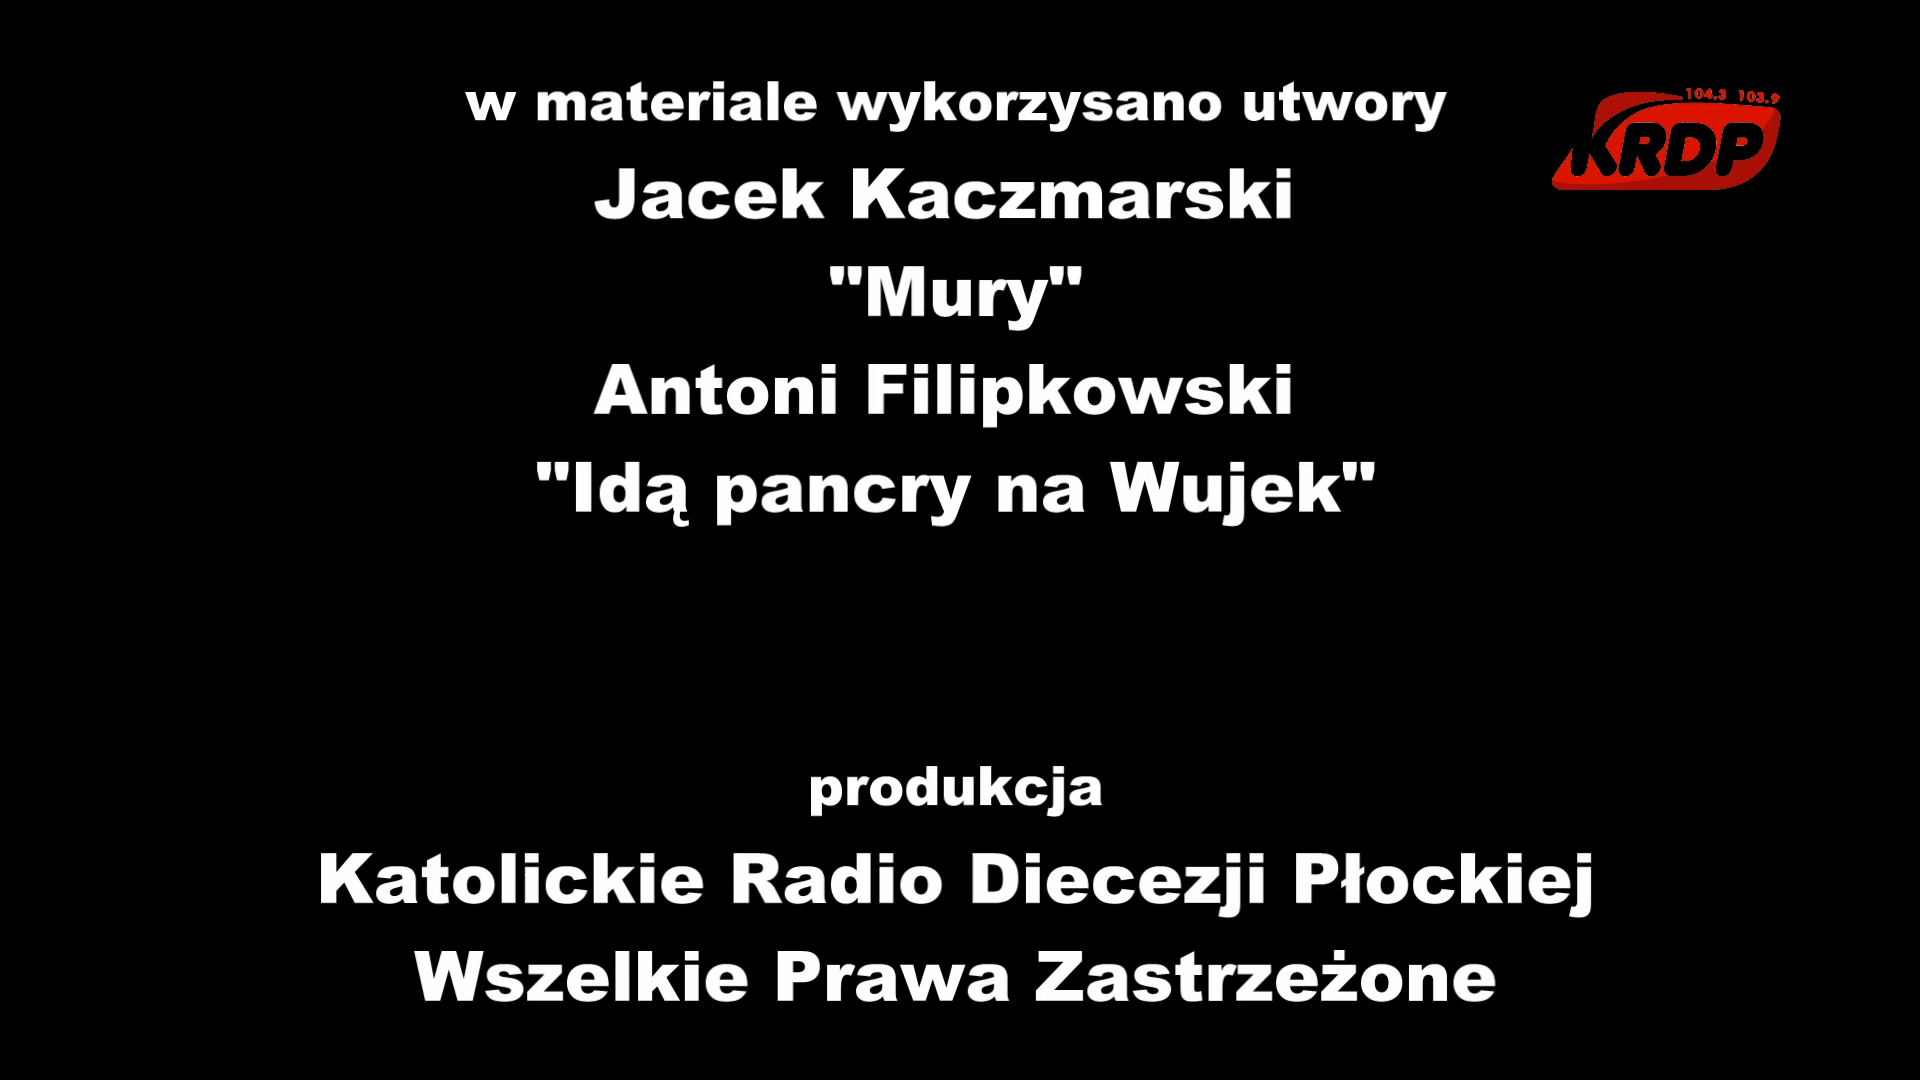 w materiale wykorzysano utwory
104.3 103.9
KRDP
Jacek Kaczmarski
"Mury"
Antoni Filipkowski
"Idą pancry na Wujek"
produkcja
Katolickie Radio Diecezji Płockiej
Wszelkie Prawa Zastrzeżone